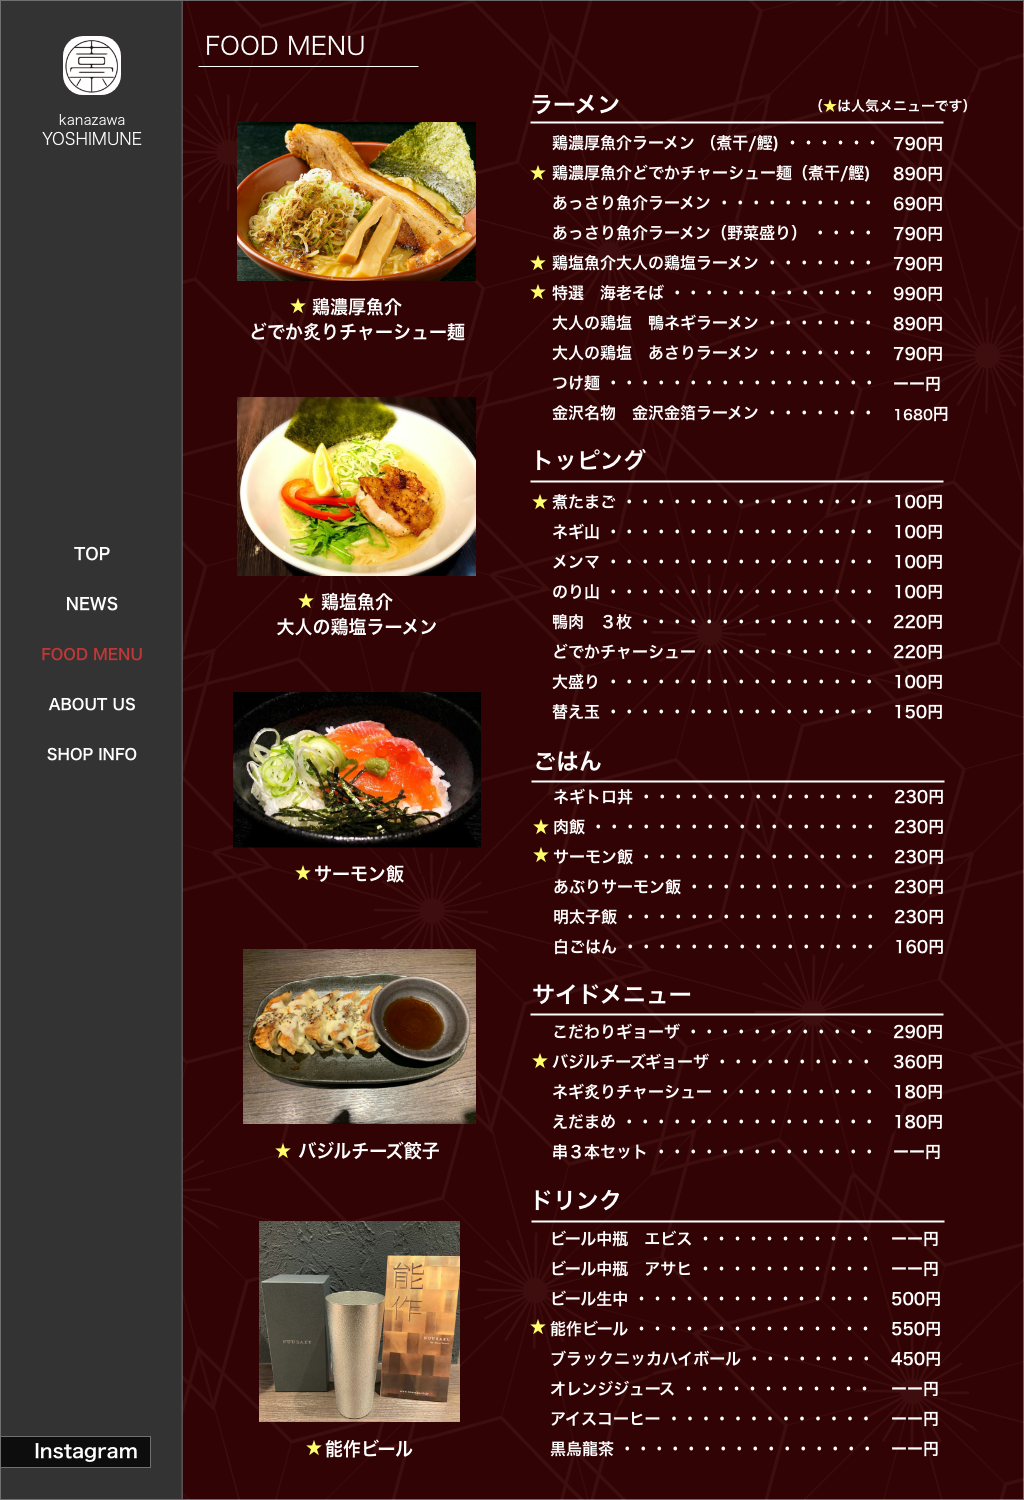 kanazawa
YOSHIMUNE
TOP
NEWS
FOOD MENU
ABOUT US
SHOP INFO
Instagram
FOOD MENU
★ 鶏濃厚魚介
どでか炙りチャーシュー麺
★ 鶏塩魚介
大人の鶏塩ラーメン
★サーモン飯
★ バジルチーズ餃子
能
作
NOUSAKU
NOUSAKU
★能作ビール
ラーメン （★は人気メニューです）
鶏濃厚魚介ラーメン （煮干/鰹) ・・・・・・ 790円
★ 鶏濃厚魚介どでかチャーシュー麺（煮干/鰹) 890円
あっさり魚介ラーメン ・・・・・・・・・・ 690円
あっさり魚介ラーメン（野菜盛り） ・・・・ 790円
★ 鶏塩魚介大人の鶏塩ラーメン ・・・・・・・ 790円
★ 特選　海老そば ・・・・・・・・・・・・・ 990円
大人の鶏塩　鴨ネギラーメン ・・・・・・・ 890円
大人の鶏塩　あさりラーメン ・・・・・・・ 790円
つけ麺 ・・・・・・・・・・・・・・・・・ ーー円
金沢名物　金沢金箔ラーメン ・・・・・・・ 1680円
トッピング
★ 煮たまご ・・・・・・・・・・・・・・・・ 100円
ネギ山 ・・・・・・・・・・・・・・・・・ 100円
メンマ ・・・・・・・・・・・・・・・・・ 100円
のり山 ・・・・・・・・・・・・・・・・・ 100円
鴨肉　３枚 ・・・・・・・・・・・・・・・ 220円
どでかチャーシュー ・・・・・・・・・・・ 220円
大盛り ・・・・・・・・・・・・・・・・・ 100円
替え玉 ・・・・・・・・・・・・・・・・・ 150円
ごはん
ネギトロ丼 ・・・・・・・・・・・・・・・ 230円
★ 肉飯 ・・・・・・・・・・・・・・・・・・ 230円
★ サーモン飯 ・・・・・・・・・・・・・・・ 230円
あぶりサーモン飯 ・・・・・・・・・・・・ 230円
明太子飯 ・・・・・・・・・・・・・・・・ 230円
白ごはん ・・・・・・・・・・・・・・・・ 160円
サイドメニュー
こだわりギョーザ ・・・・・・・・・・・・ 290円
★ バジルチーズギョーザ ・・・・・・・・・・ 360円
ネギ炙りチャーシュー ・・・・・・・・・・ 180円
えだまめ ・・・・・・・・・・・・・・・・ 180円
串３本セット ・・・・・・・・・・・・・・ ーー円
ドリンク
ビール中瓶　エビス ・・・・・・・・・・・ ーー円
ビール中瓶　アサヒ ・・・・・・・・・・・ ーー円
ビール生中 ・・・・・・・・・・・・・・・ 500円
★ 能作ビール ・・・・・・・・・・・・・・・ 550円
ブラックニッカハイボール ・・・・・・・・ 450円
オレンジジュース ・・・・・・・・・・・・ ーー円
アイスコーヒー ・・・・・・・・・・・・・ ーー円
黒烏龍茶 ・・・・・・・・・・・・・・・・ ーー円